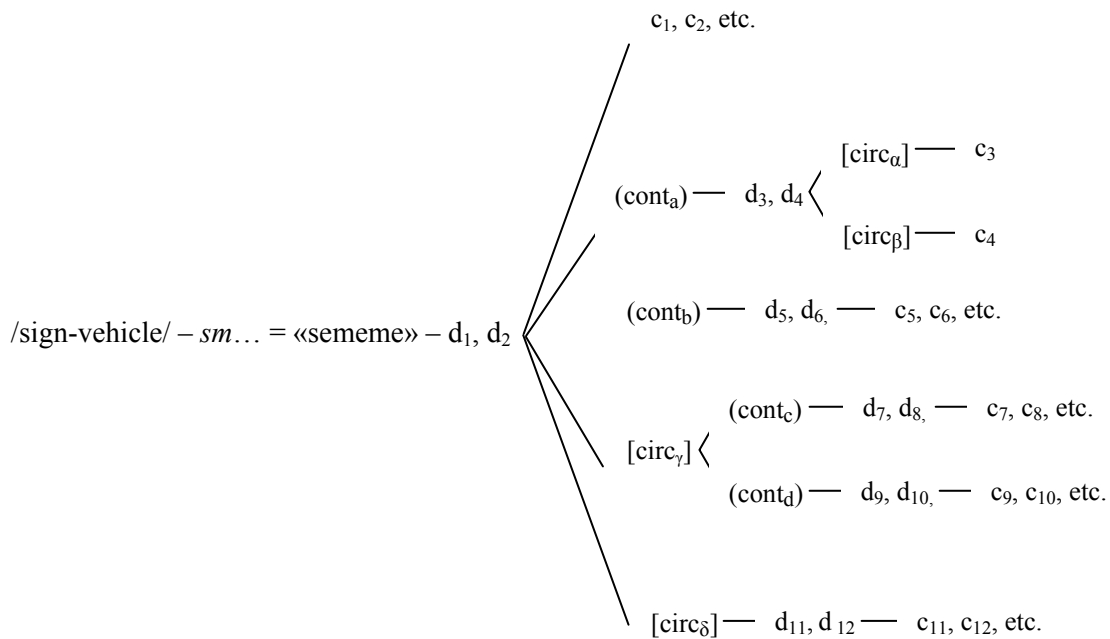 c₁, c₂, etc.
[circα] — c₃
(contₐ) — d₃, d₄
[circβ] — c₄
(cont_b) — d₅, d₆, — c₅, c₆, etc.
/sign-vehicle/ – sm… = «sememe» – d₁, d₂
(cont_c) — d₇, d₈, — c₇, c₈, etc.
[circγ]
(cont_d) — d₉, d₁₀, — c₉, c₁₀, etc.
[circδ] — d₁₁, d₁₂ — c₁₁, c₁₂, etc.